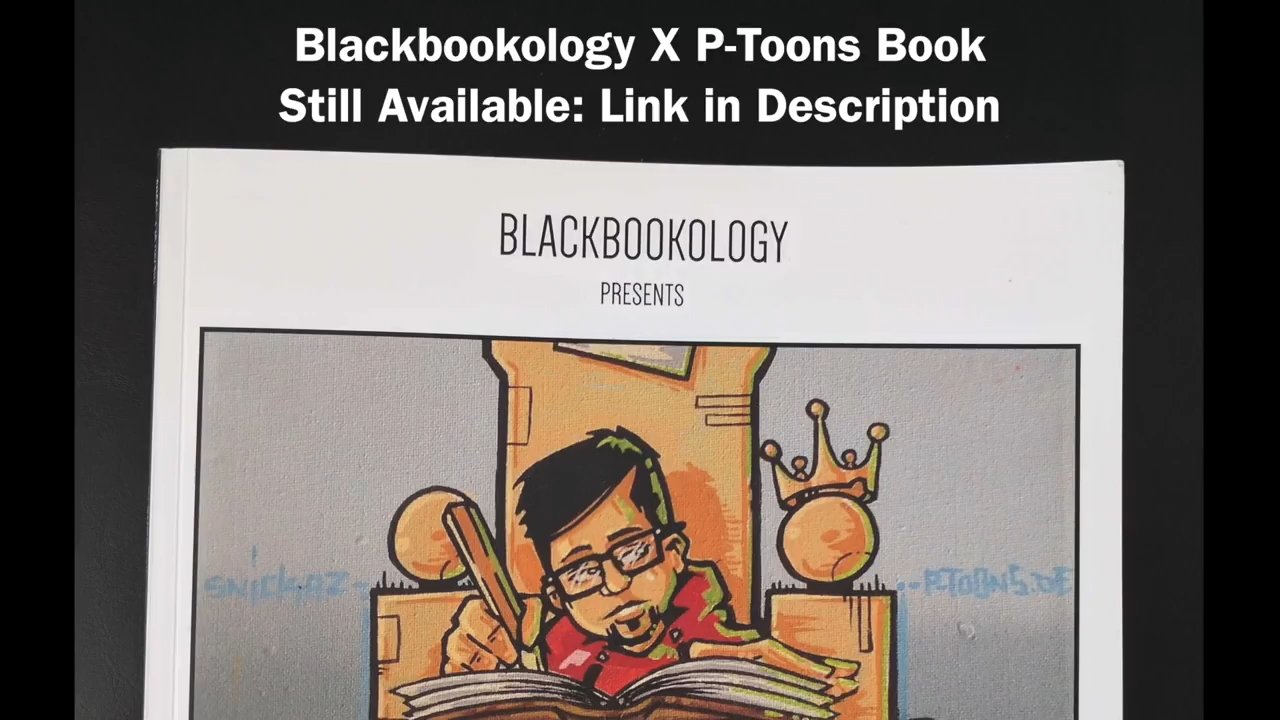 Blackbookology X P-Toons Book
Still Available: Link in Description
BLACKBOOKOLOGY
PRESENTS
SNICKAZ
P-TOONS.DE